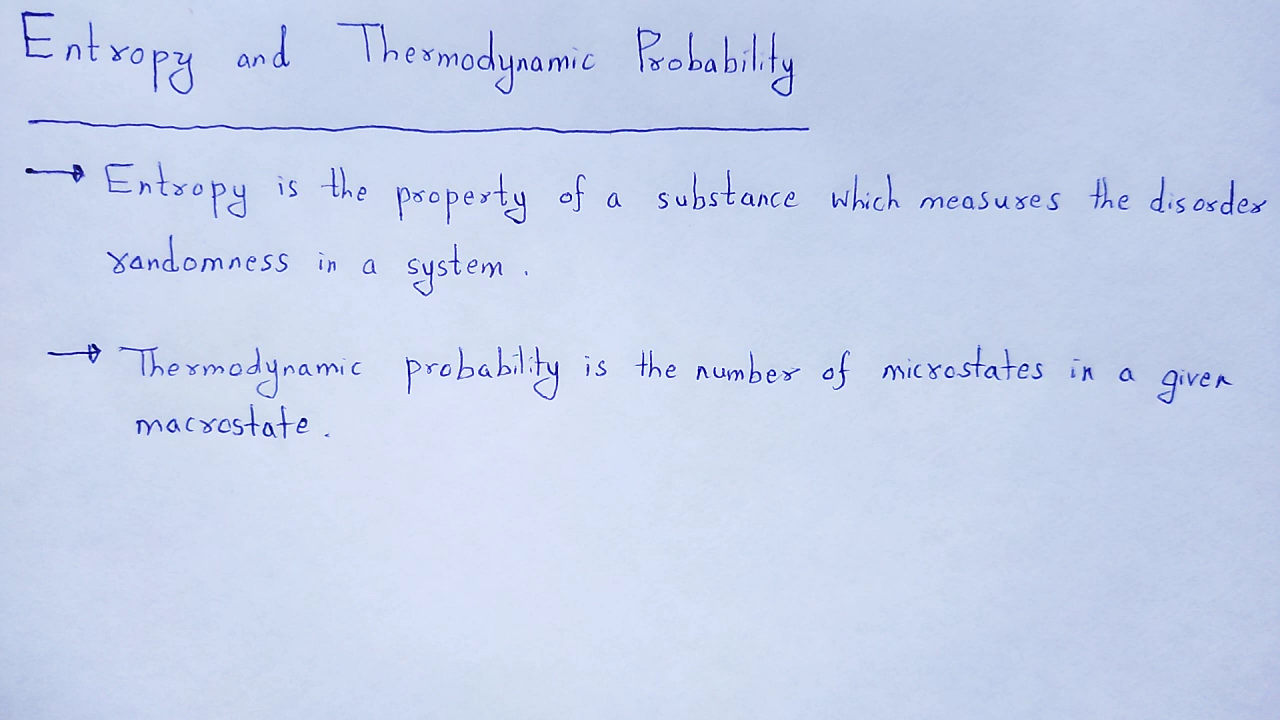 Entropy and Thermodynamic Probability
→ Entropy is the property of a substance which measures the disorder
randomness in a system.
→ Thermodynamic probability is the number of microstates in a given
macrostate.